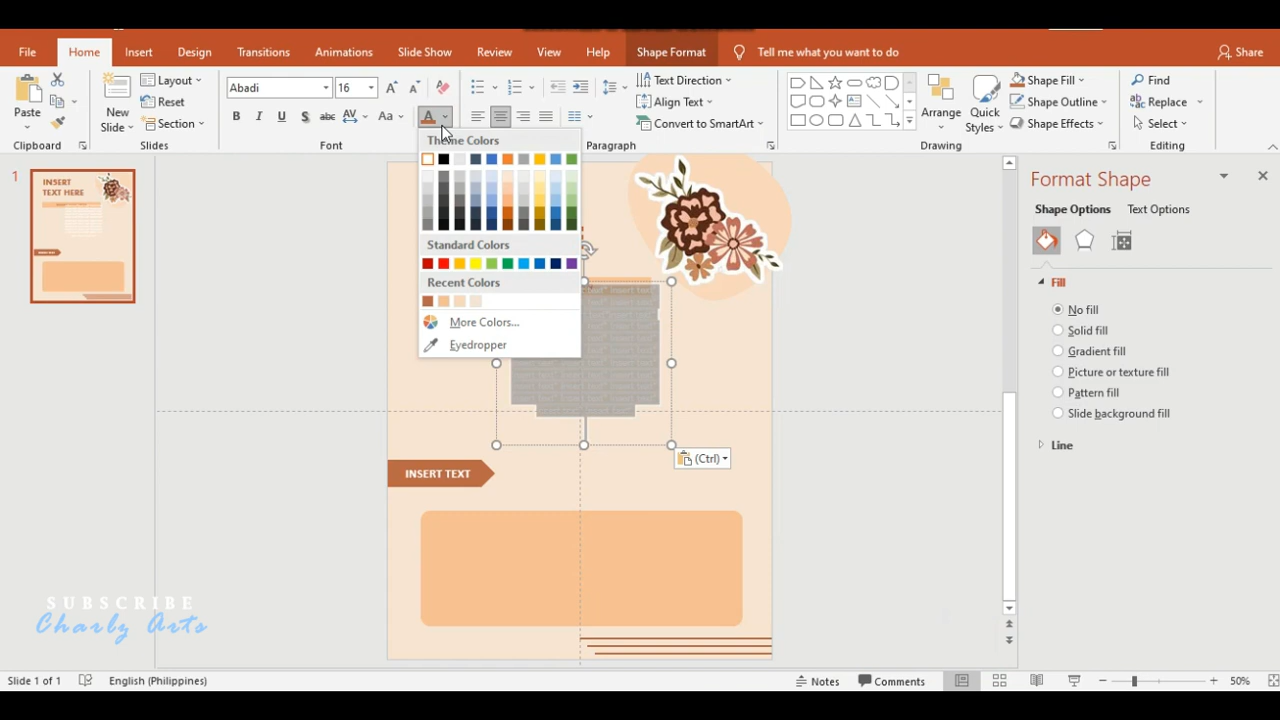 File Home Insert Design Transitions Animations Slide Show Review View Help Shape Format Tell me what you want to do Share
Paste
Clipboard
New Slide
Layout
Reset
Section
Slides
Abadi 16
B I U S abc AV Aa A
Font
Paragraph
Text Direction
Align Text
Convert to SmartArt
Arrange
Quick Styles
Shape Fill
Shape Outline
Shape Effects
Drawing
Find
Replace
Select
Editing
Theme Colors
Standard Colors
Recent Colors
More Colors...
Eyedropper
1
INSERT
TEXT HERE
(Ctrl)
INSERT TEXT
Format Shape
Shape Options Text Options
Fill
No fill
Solid fill
Gradient fill
Picture or texture fill
Pattern fill
Slide background fill
Line
SUBSCRIBE
Charly Arts
Slide 1 of 1 English (Philippines) Notes Comments 50%